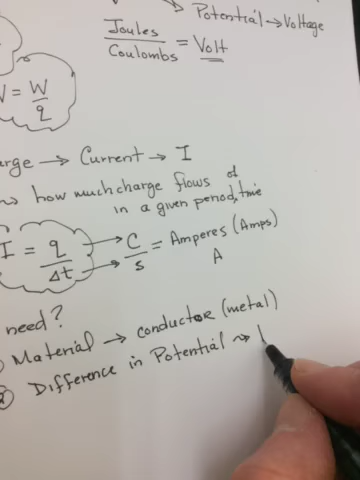 → Potential → Voltage
Joules
Coulombs
= Volt
= W
q
→ Current → I
how much charge flows of
in a given period, time
I = q
Δt
→ C
→ s
= Amperes (Amps)
A
need?
Material → conductor (metal)
② Difference in Potential →